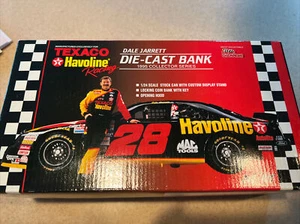 TEXACO
Havoline
Racing
DALE JARRETT
DIE-CAST BANK
1995 COLLECTOR SERIES
1/24 SCALE STOCK CAR WITH CUSTOM DISPLAY STAND
LOCKING COIN BANK WITH KEY
OPENING HOOD
28
Havoline
MAC
TOOLS